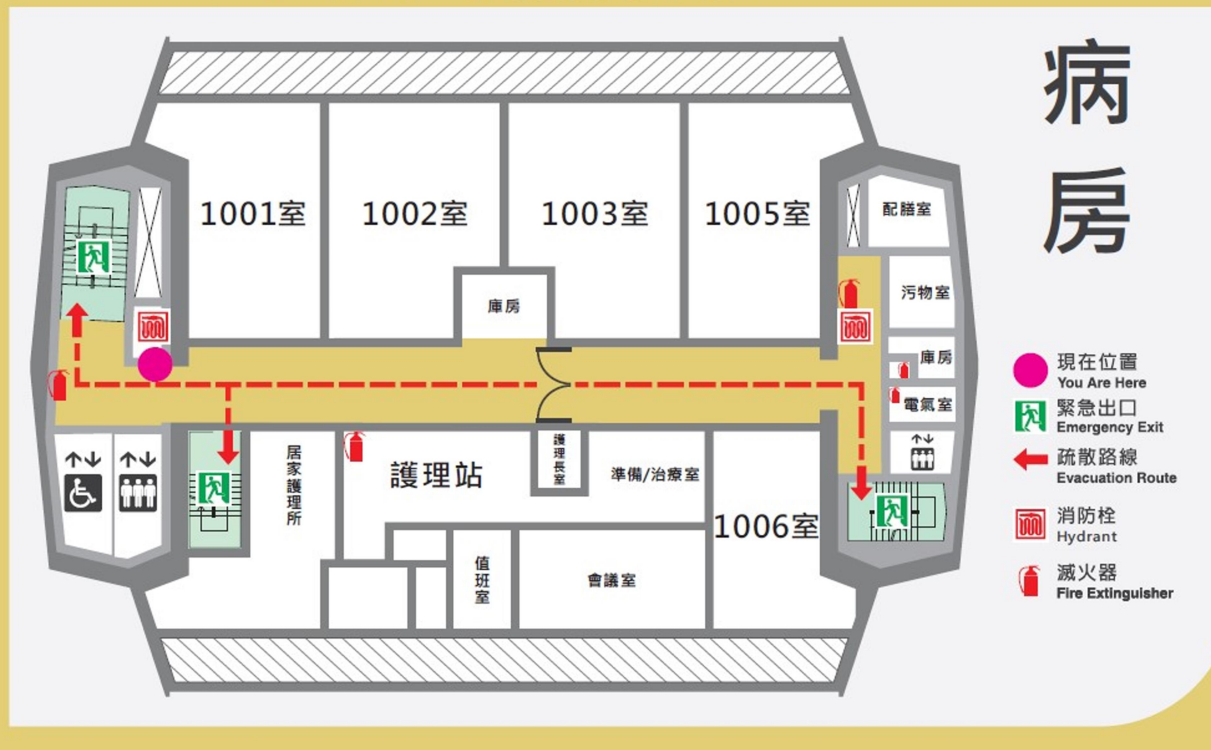 病房
1001室
1002室
1003室
1005室
庫房
配膳室
污物室
庫房
電氣室
居家護理所
護理站
護理長室
準備/治療室
1006室
值班室
會議室
現在位置
You Are Here
緊急出口
Emergency Exit
疏散路線
Evacuation Route
消防栓
Hydrant
滅火器
Fire Extinguisher